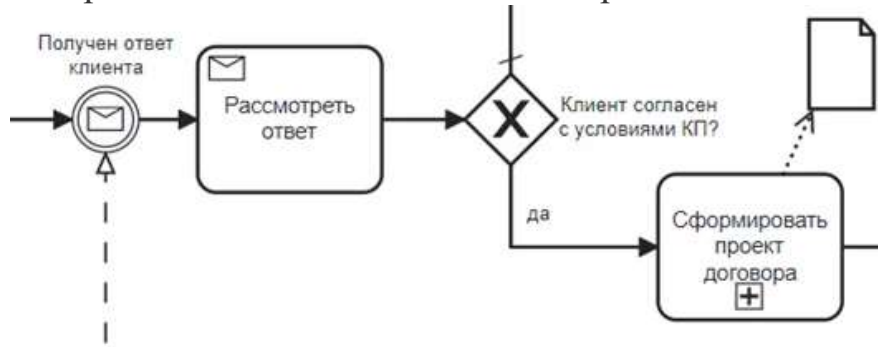 Получен ответ
клиента
Рассмотреть
ответ
Клиент согласен
с условиями КП?
да
Сформировать
проект
договора